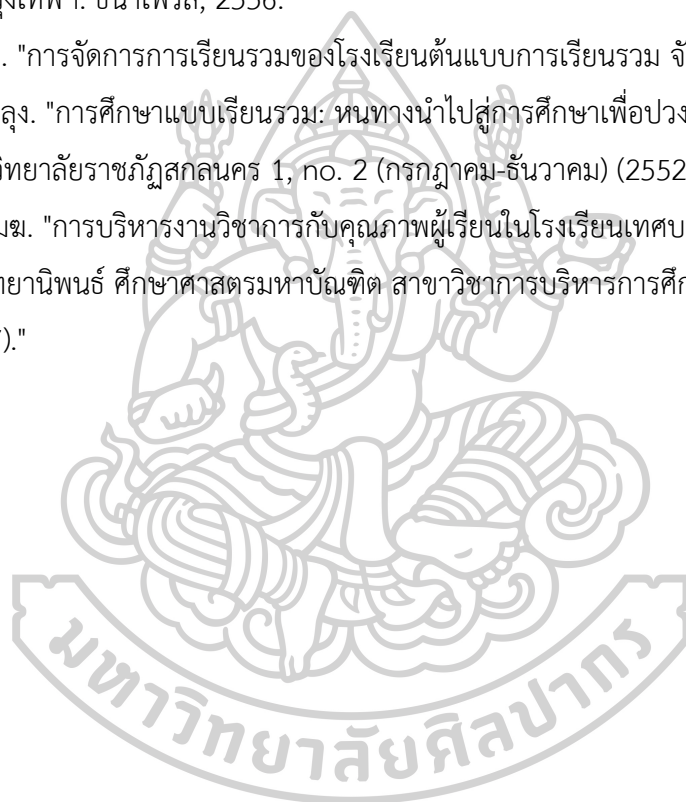 2556.
. "การจัดการการเรียนรวมของโรงเรียนต้นแบบการเรียนรวม จั
ลุง. "การศึกษาแบบเรียนรวม: หนทางนำไปสู่การศึกษาเพื่อปวง
วิทยาลัยราชภัฏสกลนคร 1, no. 2 (กรกฎาคม-ธันวาคม) (2552
มฆ. "การบริหารงานวิชาการกับคุณภาพผู้เรียนในโรงเรียนเทศบ
ทยานิพนธ์ ศึกษาศาสตรมหาบัณฑิต สาขาวิชาการบริหารการศึก
)."
มหาวิทยาลัยศิลปากร